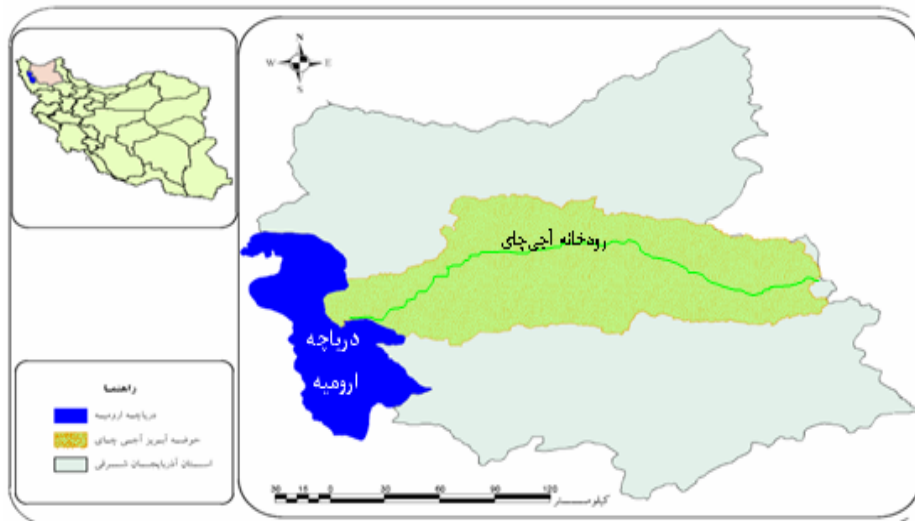 N
W E
S
رودخانه آجی‌چای
دریاچه
ارومیه
راهنما
دریاچه ارومیه
حوضه آبریز آجی چای
استان آذربایجان شرقی
30 15 0 30 60 90 120
کیلومتر